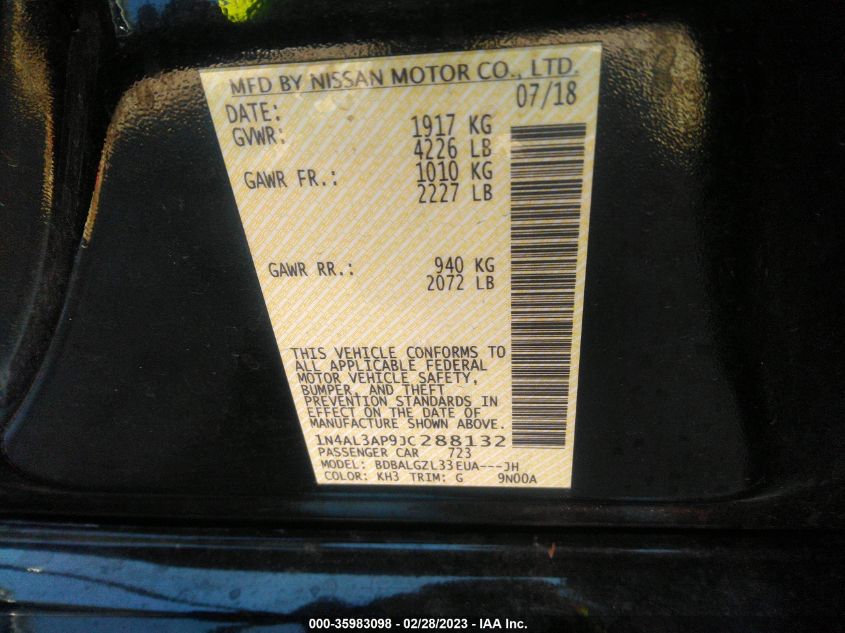 MFD BY NISSAN MOTOR CO., LTD.
DATE: 07/18
GVWR: 1917 KG
4226 LB
GAWR FR.: 1010 KG
2227 LB
GAWR RR.: 940 KG
2072 LB
THIS VEHICLE CONFORMS TO
ALL APPLICABLE FEDERAL
MOTOR VEHICLE SAFETY,
BUMPER, AND THEFT
PREVENTION STANDARDS IN
EFFECT ON THE DATE OF
MANUFACTURE SHOWN ABOVE.
1N4AL3AP9JC288132
PASSENGER CAR 723
MODEL: BDBALGZL33EUA---JH
COLOR: KH3 TRIM: G 9N00A
000-35983098 - 02/28/2023 - IAA Inc.